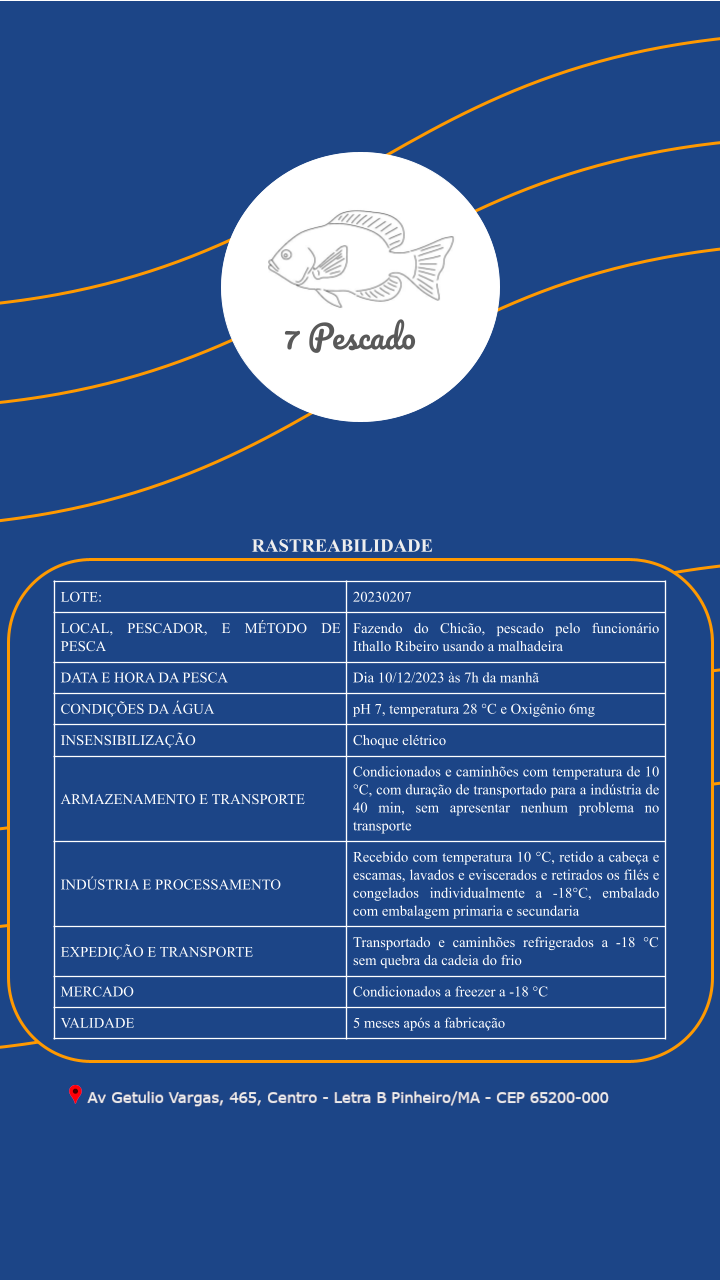 7 Pescado
RASTREABILIDADE
LOTE:
20230207
LOCAL, PESCADOR, E MÉTODO DE
PESCA
Fazendo do Chicão, pescado pelo funcionário
Ithallo Ribeiro usando a malhadeira
DATA E HORA DA PESCA
Dia 10/12/2023 às 7h da manhã
CONDIÇÕES DA ÁGUA
pH 7, temperatura 28 °C e Oxigênio 6mg
INSENSIBILIZAÇÃO
Choque elétrico
ARMAZENAMENTO E TRANSPORTE
Condicionados e caminhões com temperatura de 10
°C, com duração de transportado para a indústria de
40 min, sem apresentar nenhum problema no
transporte
INDÚSTRIA E PROCESSAMENTO
Recebido com temperatura 10 °C, retido a cabeça e
escamas, lavados e eviscerados e retirados os filés e
congelados individualmente a -18°C, embalado
com embalagem primaria e secundaria
EXPEDIÇÃO E TRANSPORTE
Transportado e caminhões refrigerados a -18 °C
sem quebra da cadeia do frio
MERCADO
Condicionados a freezer a -18 °C
VALIDADE
5 meses após a fabricação
Av Getulio Vargas, 465, Centro - Letra B Pinheiro/MA - CEP 65200-000